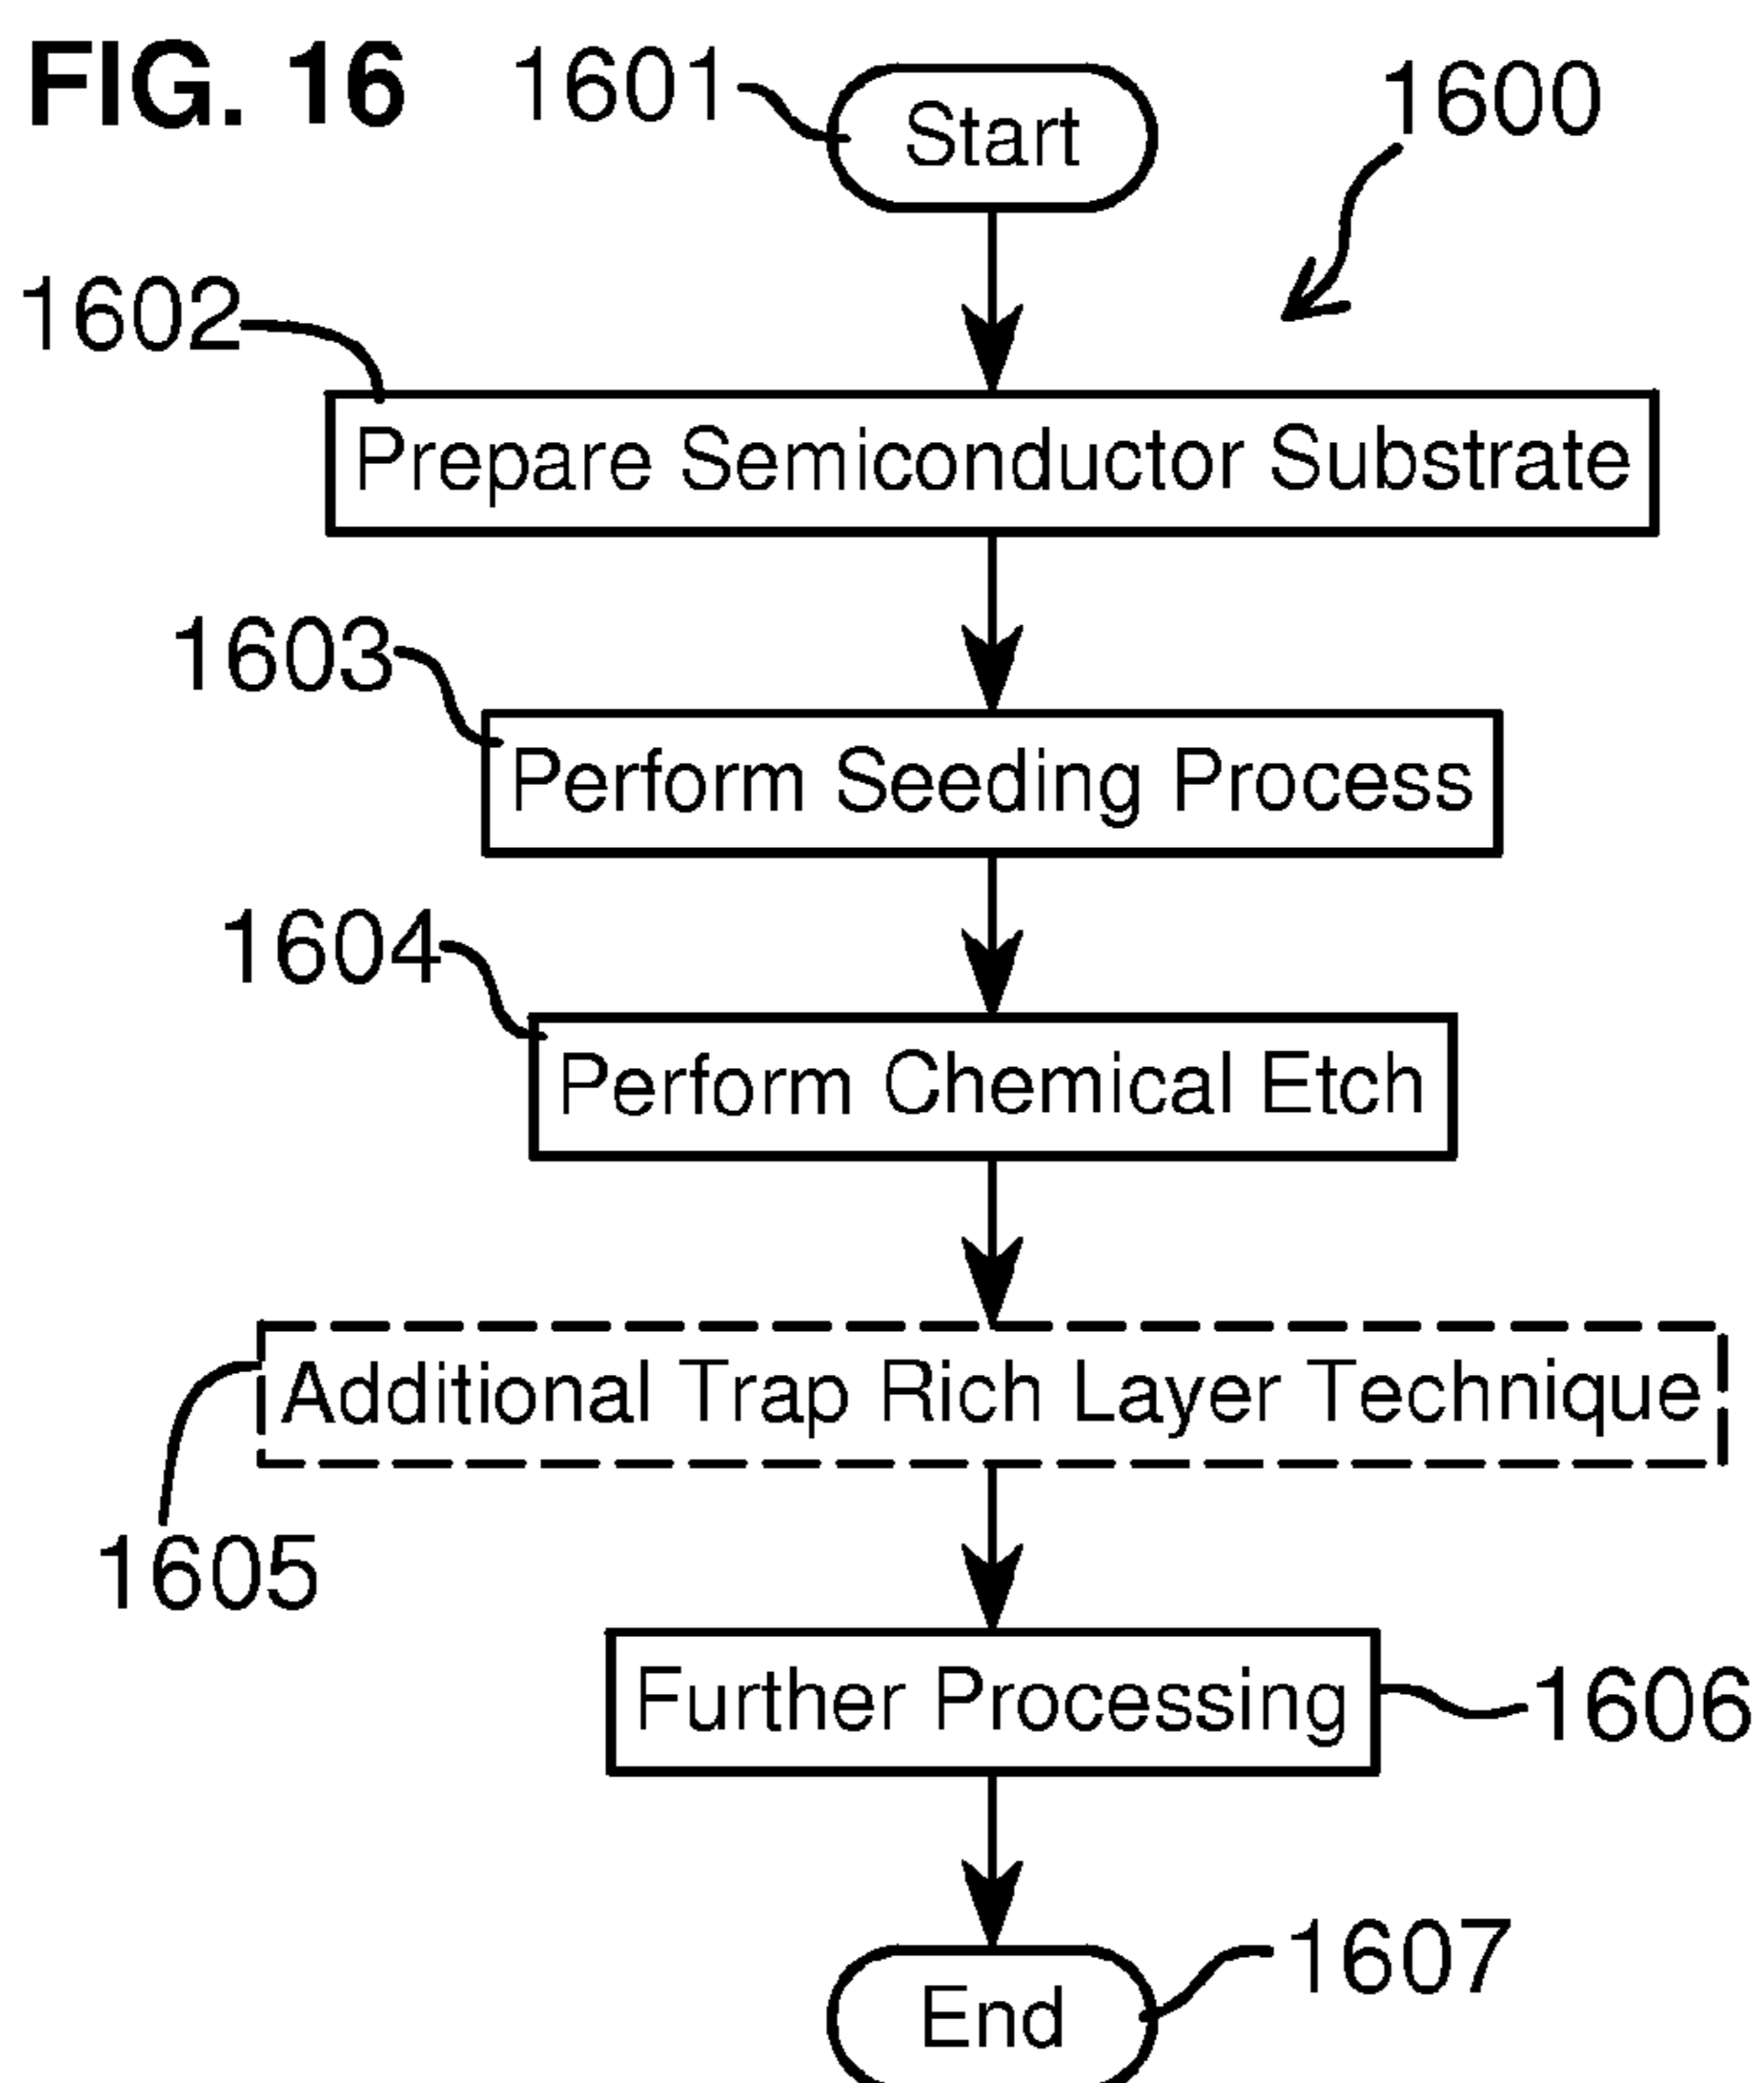 FIG. 16
1601
Start
1600
1602
Prepare Semiconductor Substrate
1603
Perform Seeding Process
1604
Perform Chemical Etch
Additional Trap Rich Layer Technique
1605
Further Processing
1606
1607
End